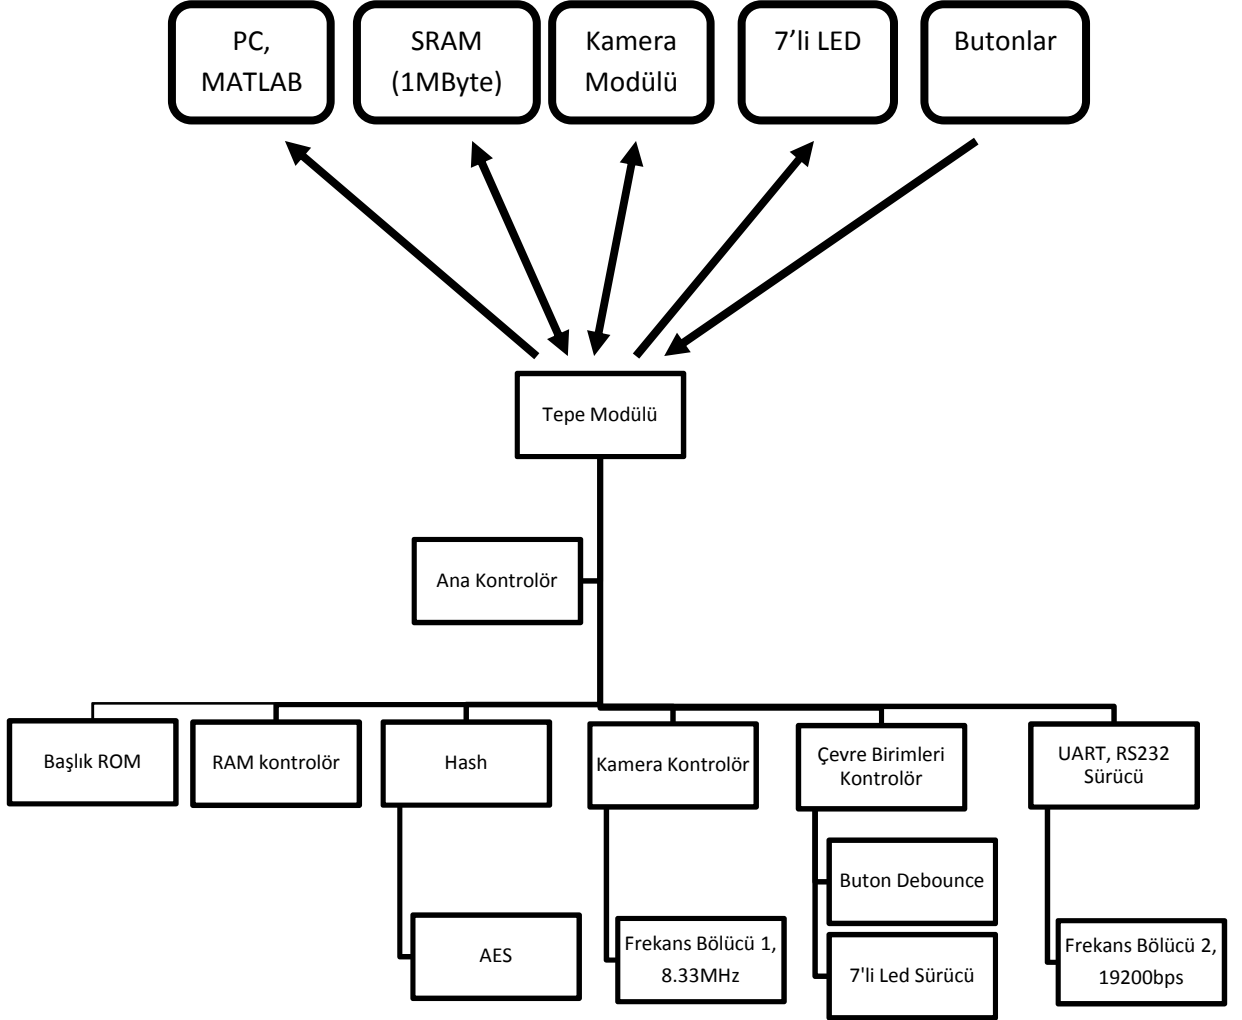 PC,
MATLAB
SRAM
(1MByte)
Kamera
Modülü
7’li LED
Butonlar
Tepe Modülü
Ana Kontrolör
Başlık ROM
RAM kontrolör
Hash
Kamera Kontrolör
Çevre Birimleri
Kontrolör
UART, RS232
Sürücü
Buton Debounce
AES
Frekans Bölücü 1,
8.33MHz
7'li Led Sürücü
Frekans Bölücü 2,
19200bps